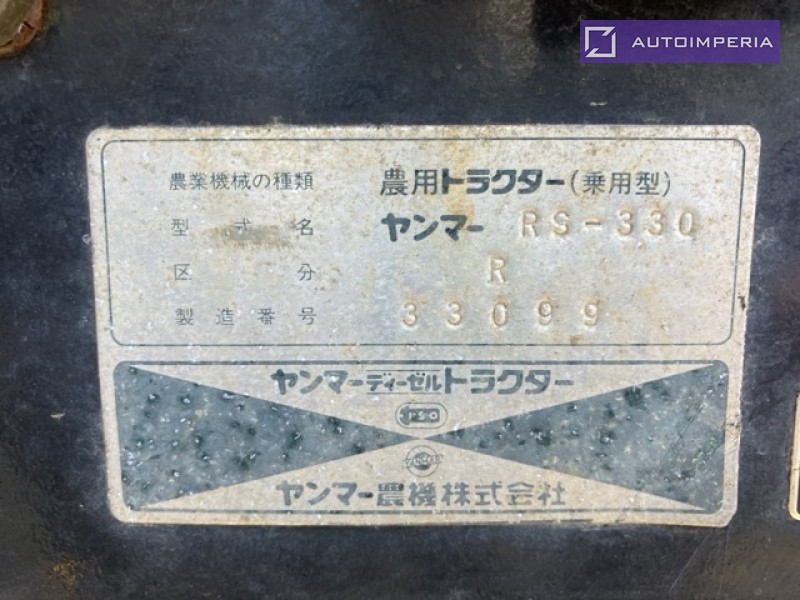 AUTOIMPERIA
農業機械の種類 農用トラクター(乗用型)
型式名 ヤンマー RS-330
区分 R
製造番号 33099
ヤンマーディーゼルトラクター
ヤンマー農機株式会社